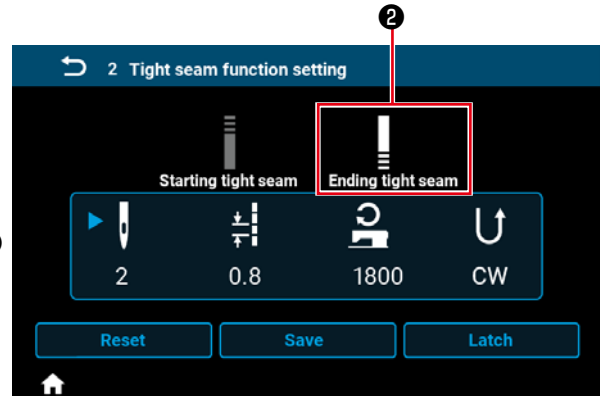 ❷
2 Tight seam function setting
Starting tight seam Ending tight seam
2 0.8 1800 CW
Reset Save Latch